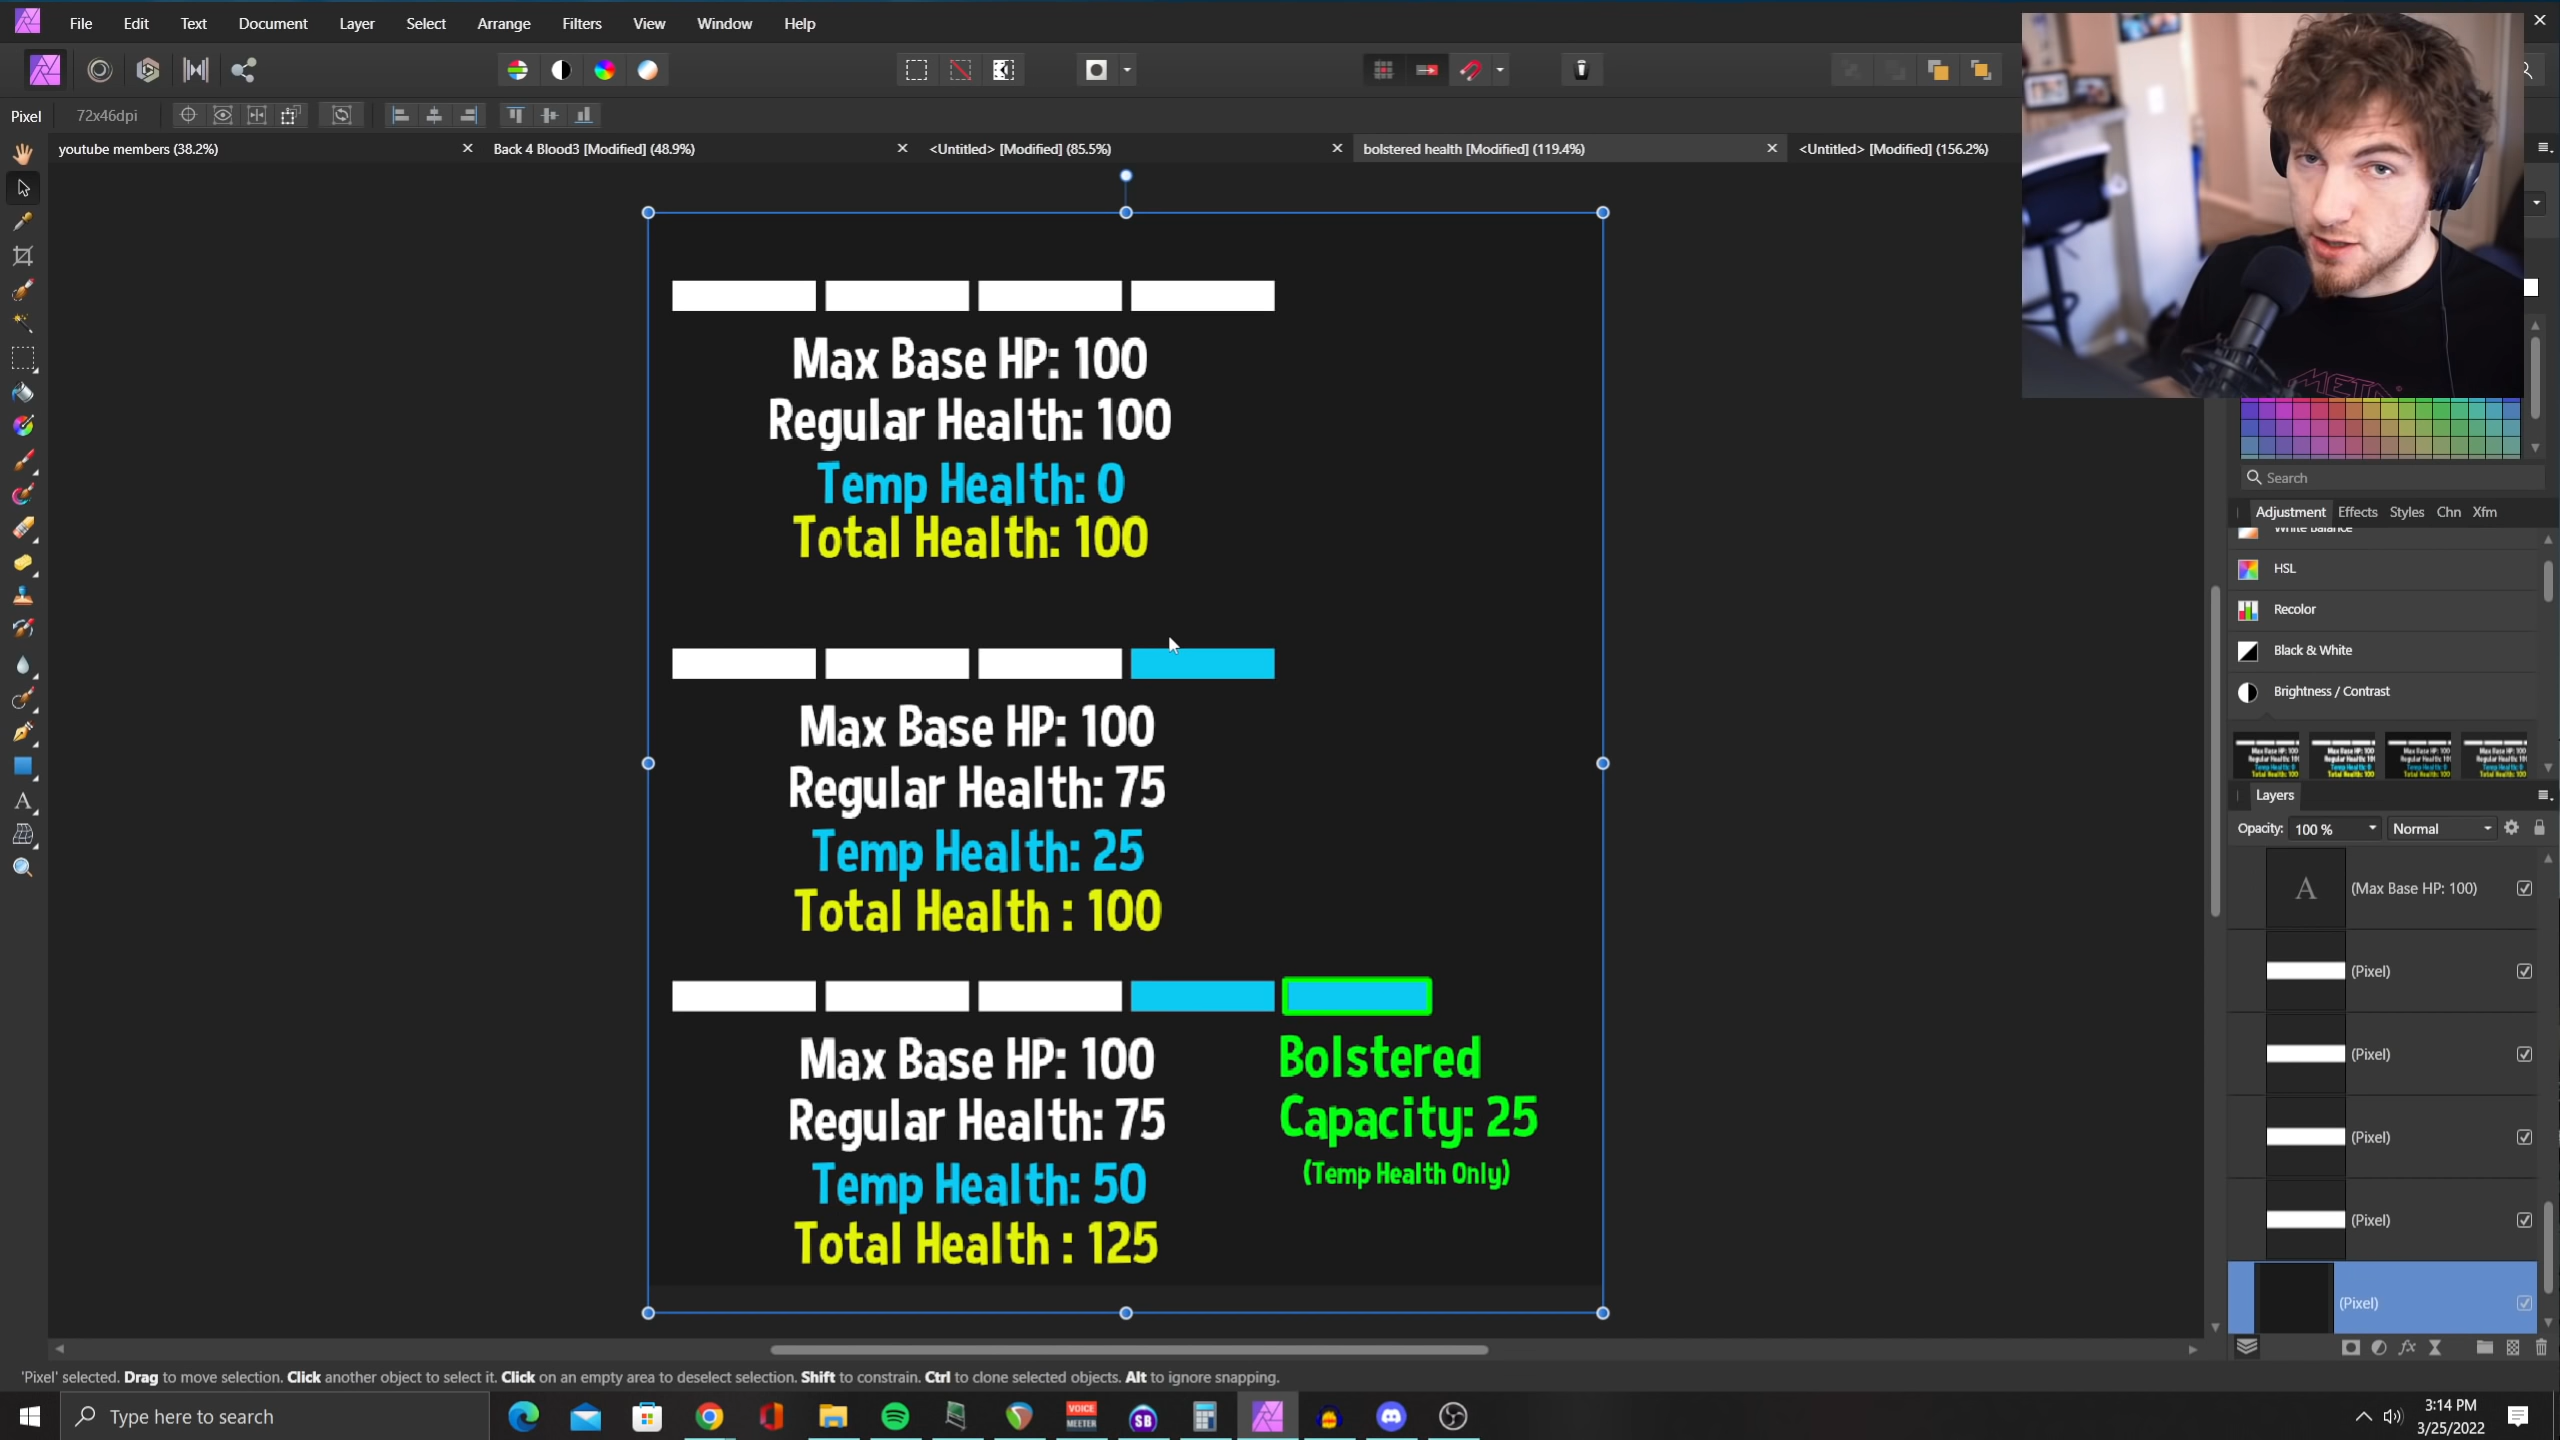 File Edit Text Document Layer Select Arrange Filters View Window Help
Pixel 72x46dpi
youtube members (38.2%) Back 4 Blood3 [Modified] (48.9%) <Untitled> [Modified] (85.5%) bolstered health [Modified] (119.4%) <Untitled> [Modified] (156.2%)
Max Base HP: 100
Regular Health: 100
Temp Health: 0
Total Health: 100
Max Base HP: 100
Regular Health: 75
Temp Health: 25
Total Health : 100
Max Base HP: 100
Regular Health: 75
Temp Health: 50
Total Health : 125
Bolstered
Capacity: 25
(Temp Health Only)
Search
Adjustment Effects Styles Chn Xfm
White Balance
HSL
Recolor
Black & White
Brightness / Contrast
Layers
Opacity: 100 % Normal
A (Max Base HP: 100)
(Pixel)
(Pixel)
(Pixel)
(Pixel)
(Pixel)
'Pixel' selected. Drag to move selection. Click another object to select it. Click on an empty area to deselect selection. Shift to constrain. Ctrl to clone selected objects. Alt to ignore snapping.
Type here to search
VOICE
MEETER
SB
3:14 PM
3/25/2022